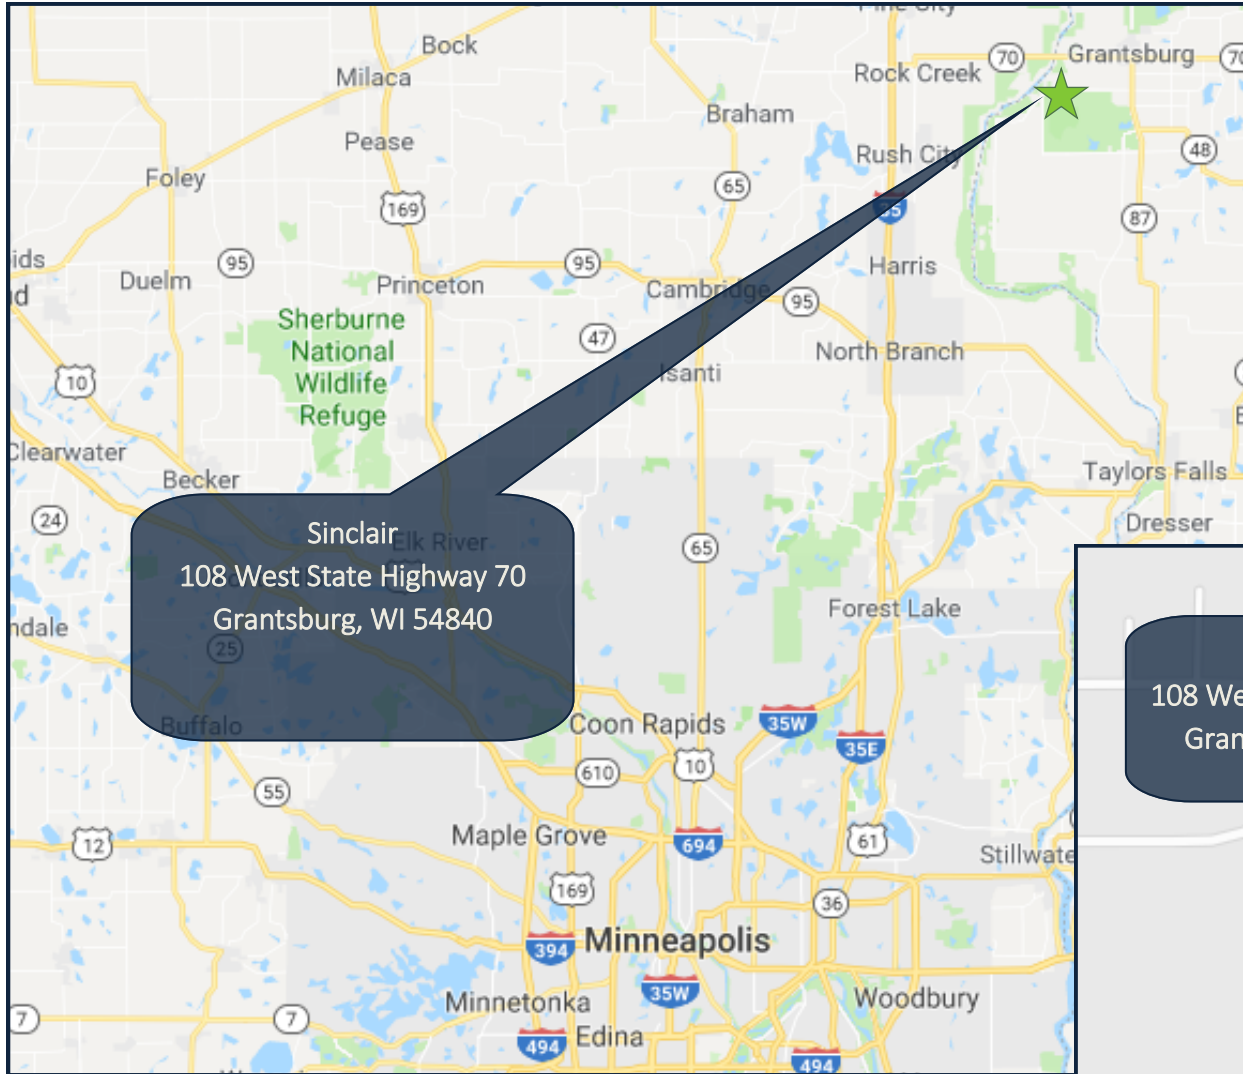 Pine City
Bock
Grantsburg
70
70
Milaca
Rock Creek
Braham
Pease
Rush City
48
Foley
65
169
35
87
ids
95
95
Harris
Duelm
Princeton
Cambridge
nd
95
Sherburne
National
Wildlife
Refuge
47
North Branch
10
Isanti
Clearwater
Becker
Taylors Falls
24
Dresser
Sinclair
108 West State Highway 70
Grantsburg, WI 54840
Elk River
65
Forest Lake
ndale
25
108 We
Gran
Buffalo
Coon Rapids
35W
35E
610
10
55
Maple Grove
12
694
61
Stillwate
169
36
394
Minneapolis
35W
Minnetonka
Woodbury
7
7
494
Edina
494